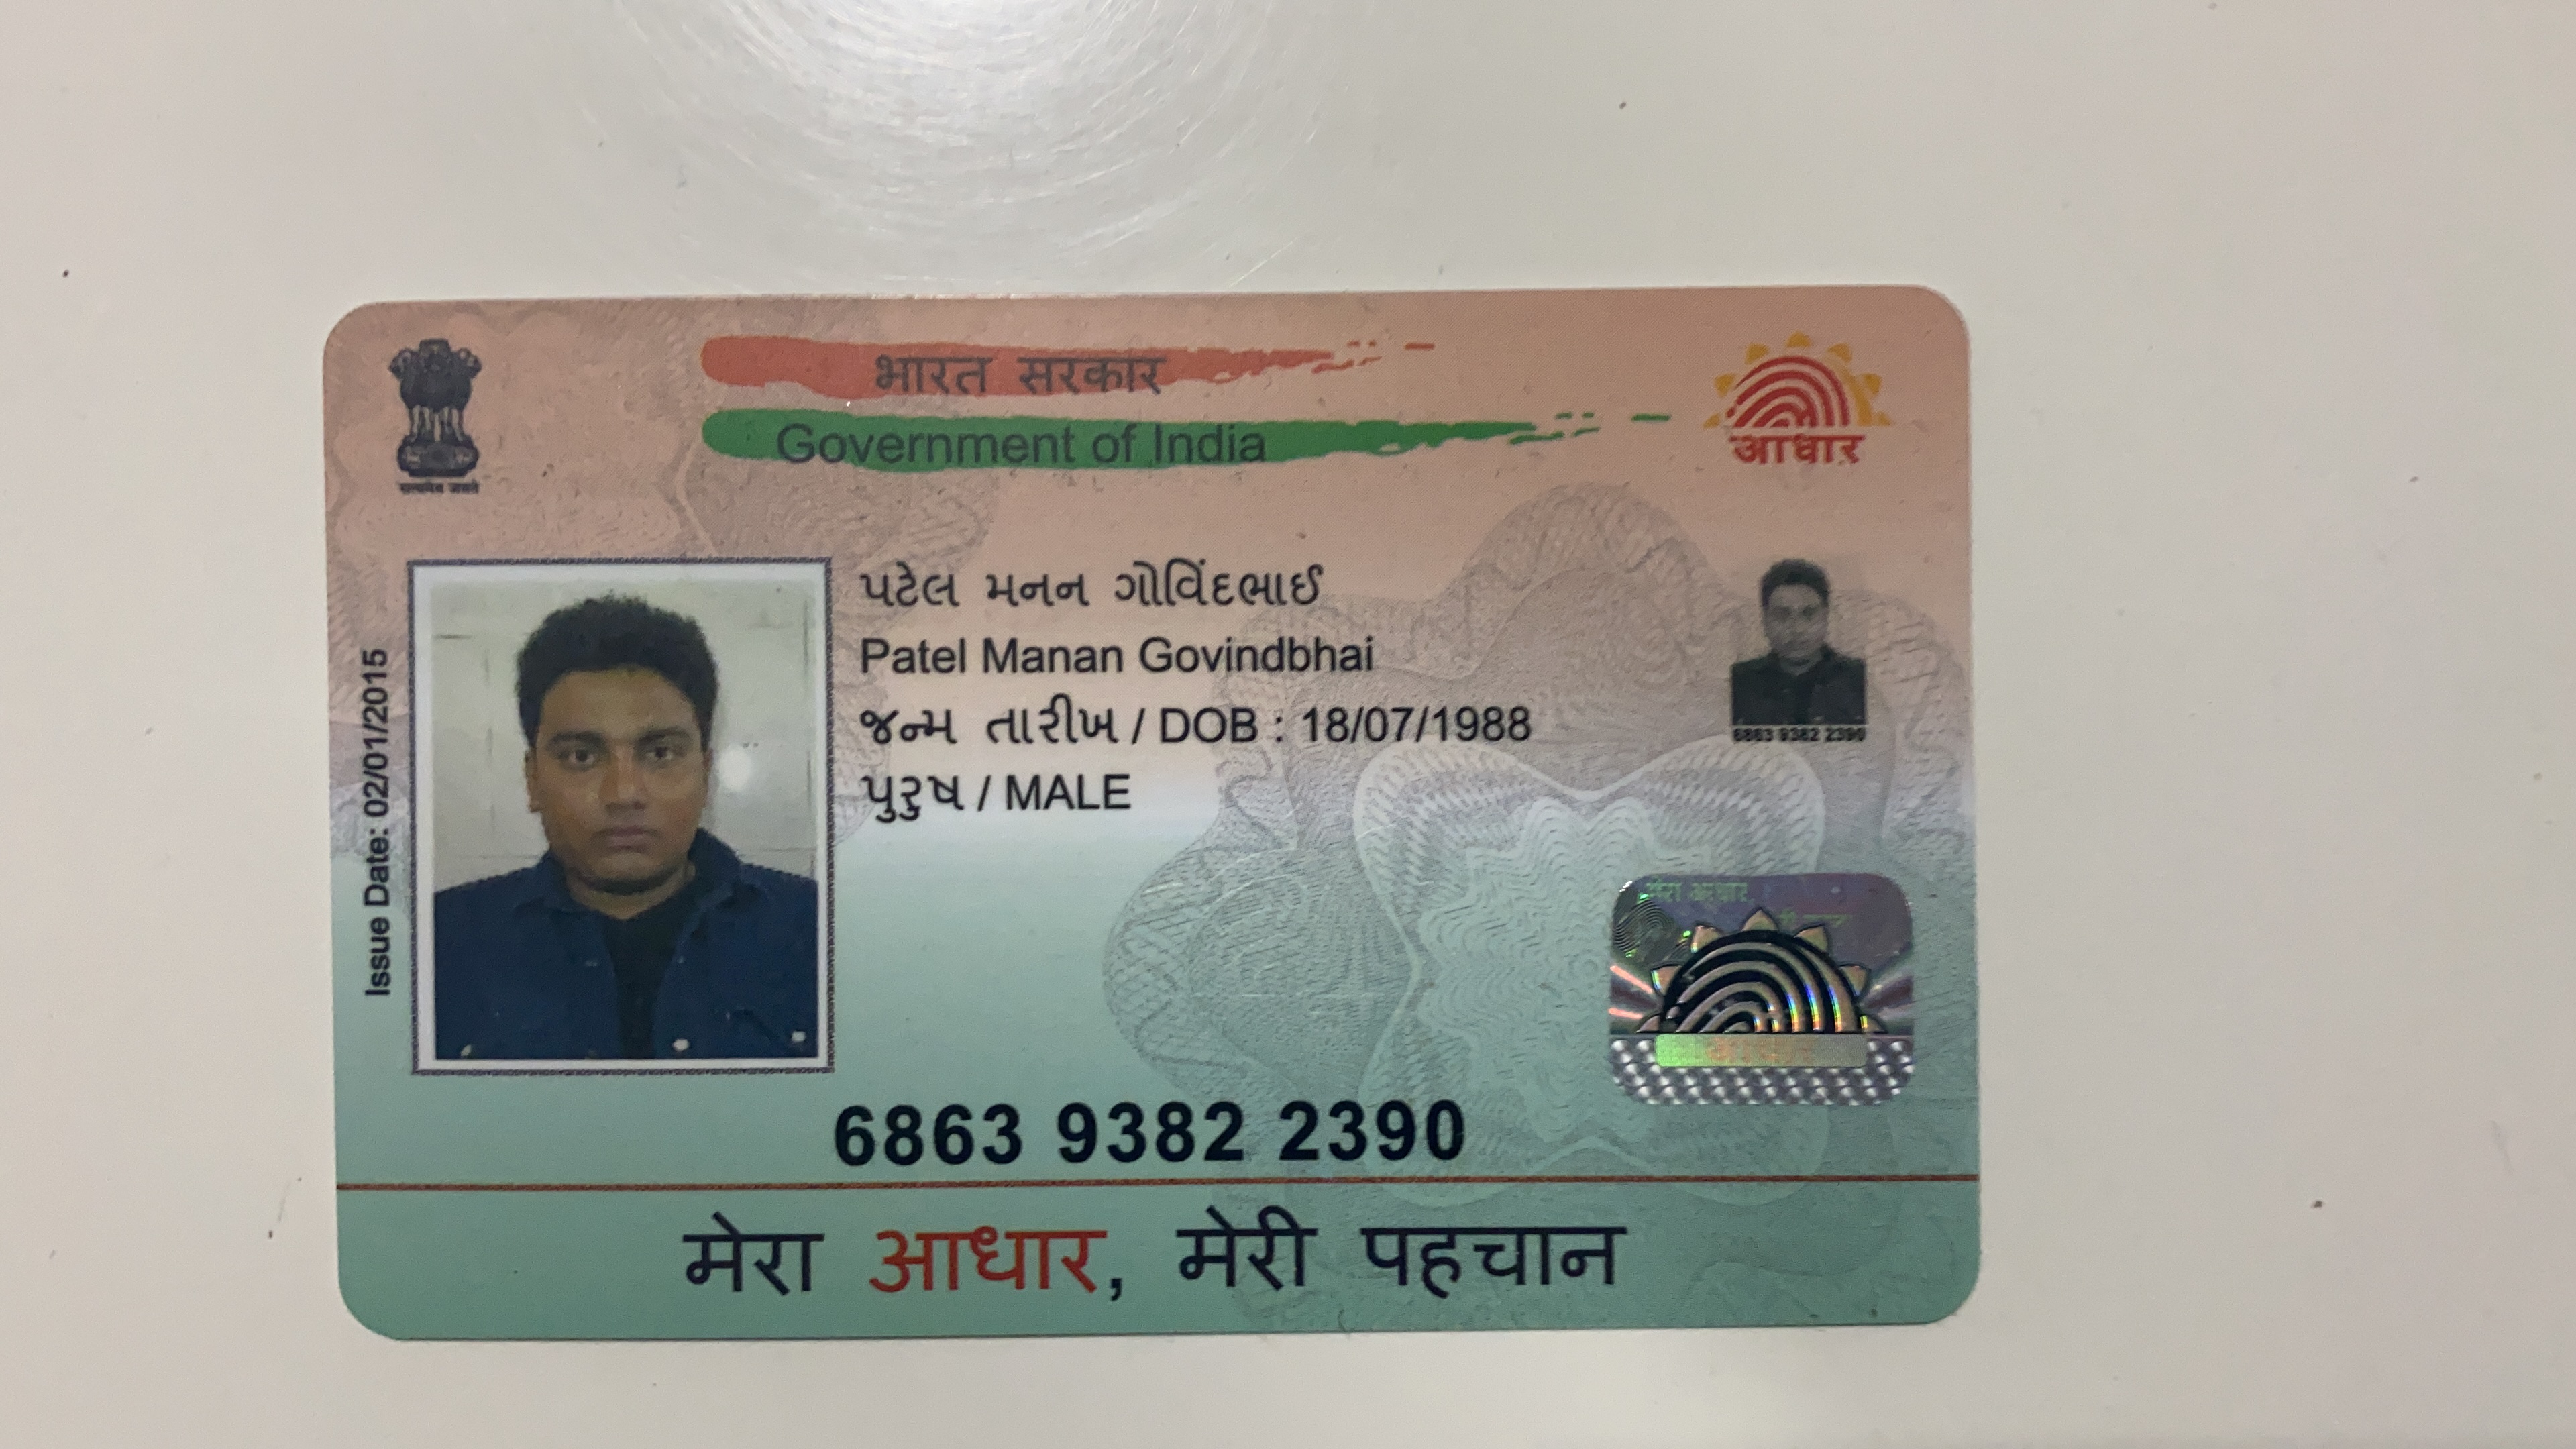 सत्यमेव जयते
भारत सरकार
Government of India
आधार
Issue Date: 02/01/2015
પટેલ મનન ગોવિંદભાઈ
Patel Manan Govindbhai
જન્મ તારીખ / DOB : 18/07/1988
પુરુષ / MALE
6863 9382 2390
मेरा आधार
6863 9382 2390
मेरा आधार, मेरी पहचान